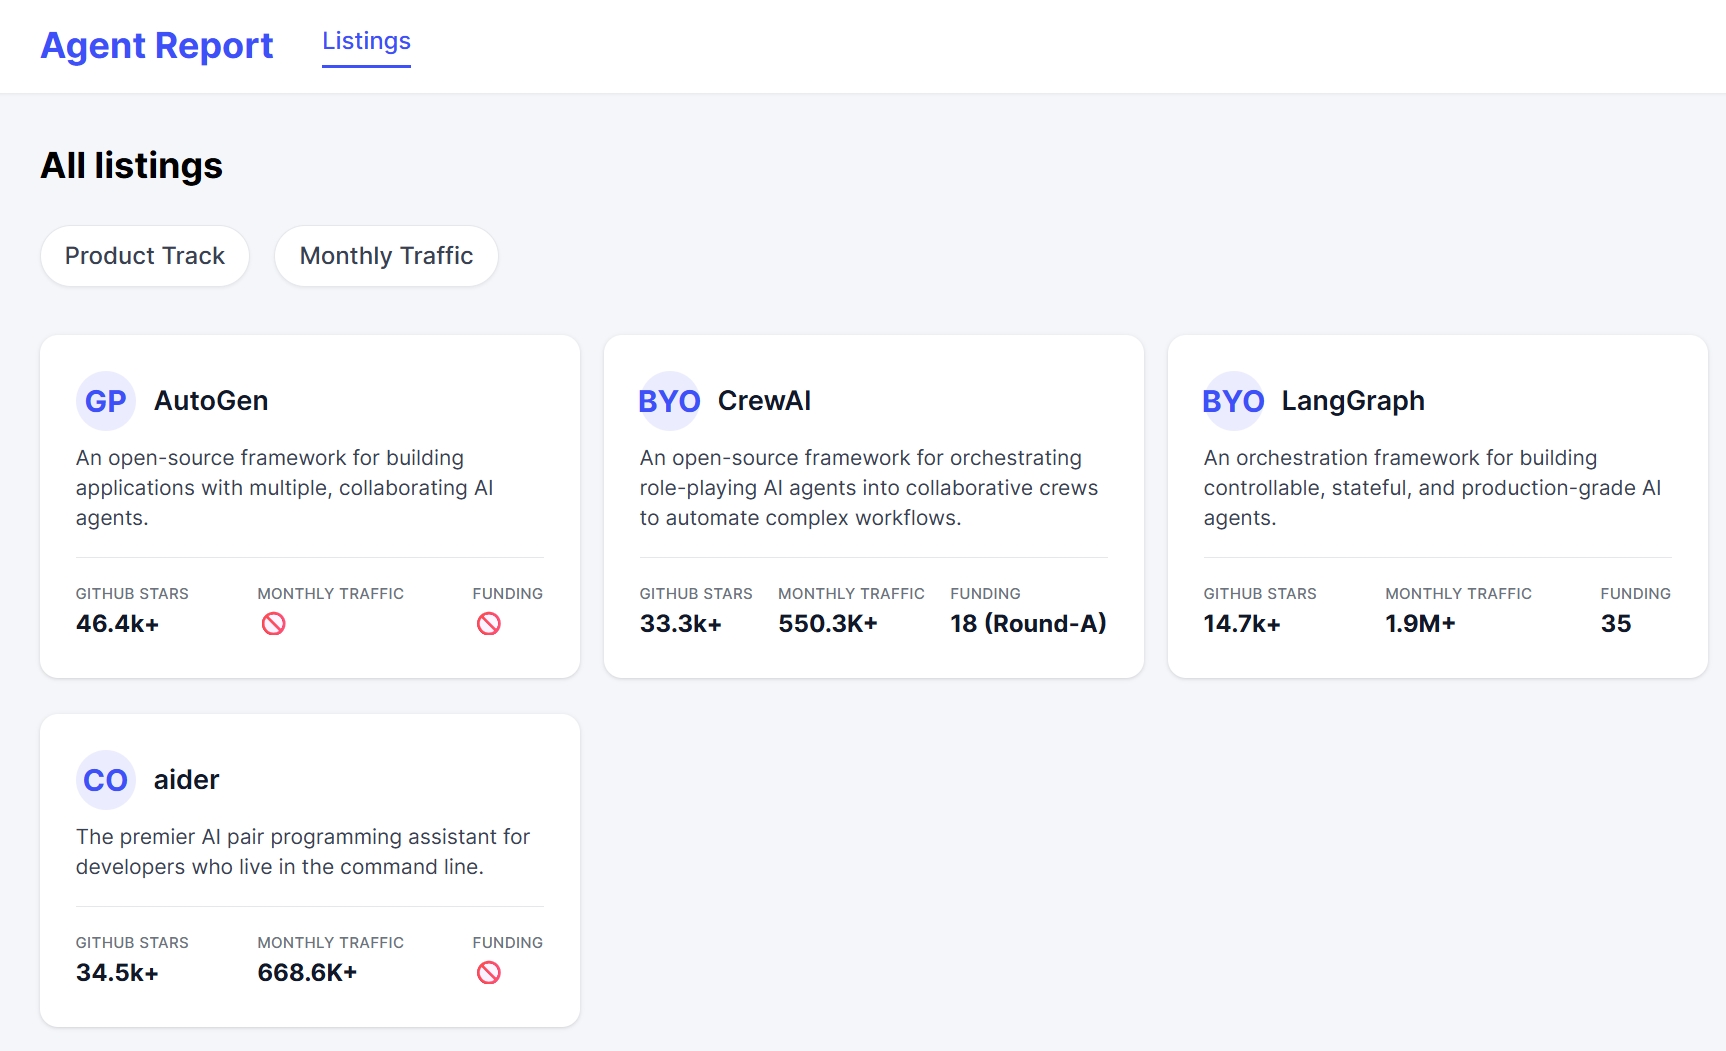 Agent Report
Listings
All listings
Product Track
Monthly Traffic
GP
AutoGen
An open-source framework for building
applications with multiple, collaborating AI
agents.
GITHUB STARS
MONTHLY TRAFFIC
FUNDING
46.4k+
BYO
CrewAI
An open-source framework for orchestrating
role-playing AI agents into collaborative crews
to automate complex workflows.
GITHUB STARS
MONTHLY TRAFFIC
FUNDING
33.3k+
550.3K+
18 (Round-A)
BYO
LangGraph
An orchestration framework for building
controllable, stateful, and production-grade AI
agents.
GITHUB STARS
MONTHLY TRAFFIC
FUNDING
14.7k+
1.9M+
35
CO
aider
The premier AI pair programming assistant for
developers who live in the command line.
GITHUB STARS
MONTHLY TRAFFIC
FUNDING
34.5k+
668.6K+